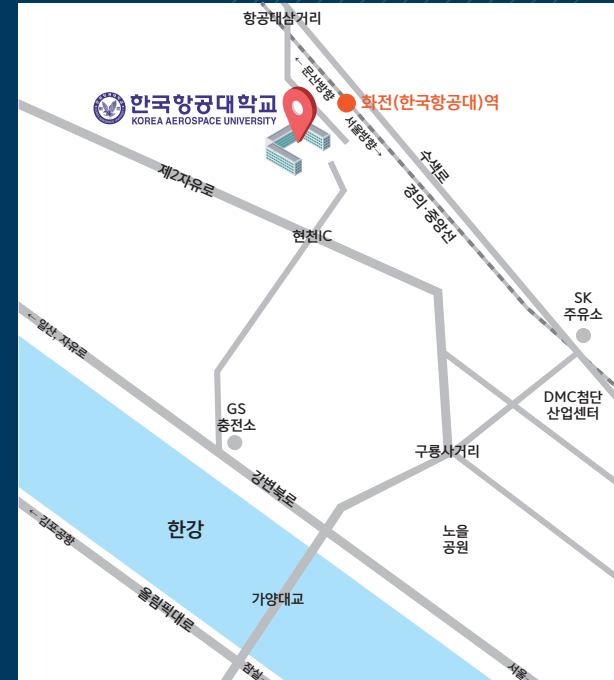 항공대삼거리
← 문산방향
화전(한국항공대)역
한국항공대학교
KOREA AEROSPACE UNIVERSITY
서울방향→
수색로
제2자유로
경의·중앙선
현천IC
SK
주유소
← 일산, 자유로
DMC첨단
산업센터
GS
충전소
구룡사거리
강변북로
한강
노을
공원
← 김포공항
가양대교
올림픽대로
잠실
서울